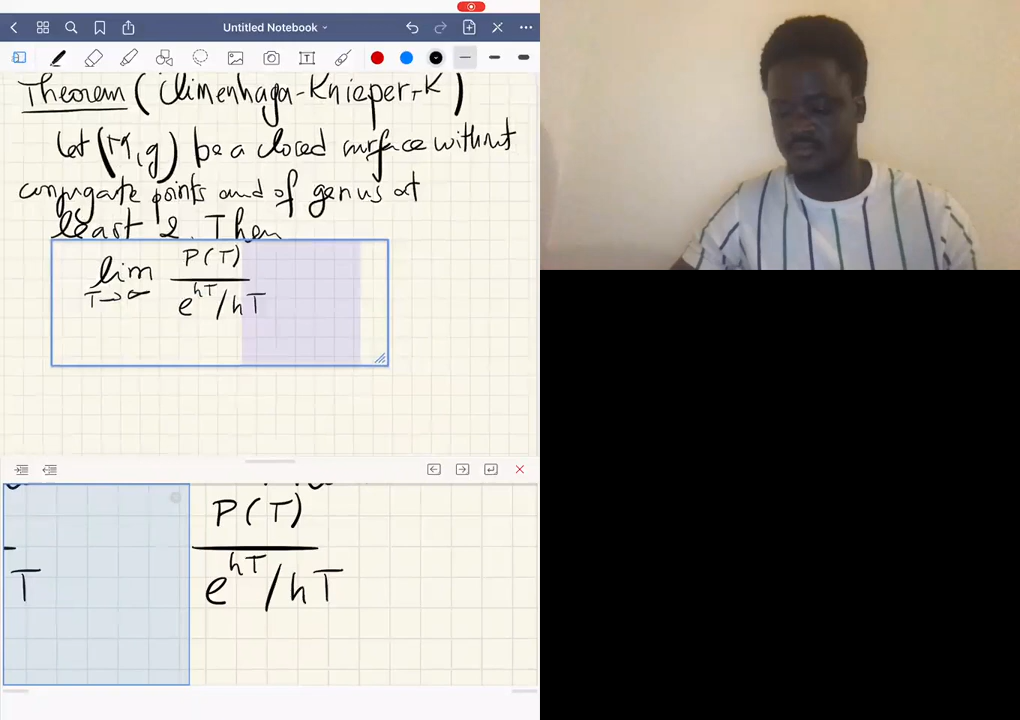 Untitled Notebook
Theorem (Climenhaga-Knieper-K)
Let (M,g) be a closed surface without
conjugate points and of genus at
least 2. Then
lim T→∞ P(T) / e^{hT}/hT
P(T)
e^{hT}/hT
T